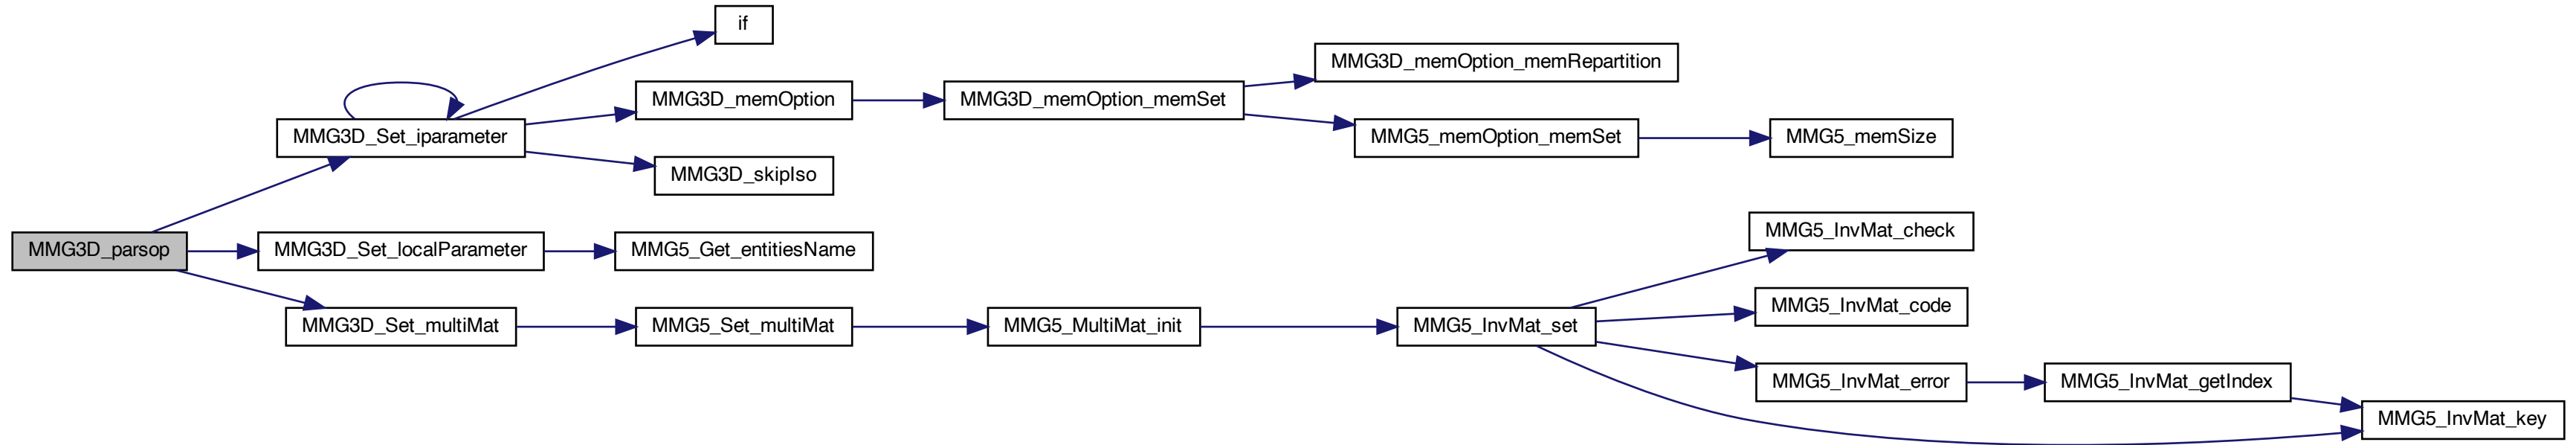 if
MMG3D_memOption_memRepartition
MMG3D_memOption
MMG3D_memOption_memSet
MMG3D_Set_iparameter
MMG5_memOption_memSet
MMG5_memSize
MMG3D_skipIso
MMG5_InvMat_check
MMG3D_parsop
MMG3D_Set_localParameter
MMG5_Get_entitiesName
MMG5_InvMat_code
MMG3D_Set_multiMat
MMG5_Set_multiMat
MMG5_MultiMat_init
MMG5_InvMat_set
MMG5_InvMat_error
MMG5_InvMat_getIndex
MMG5_InvMat_key